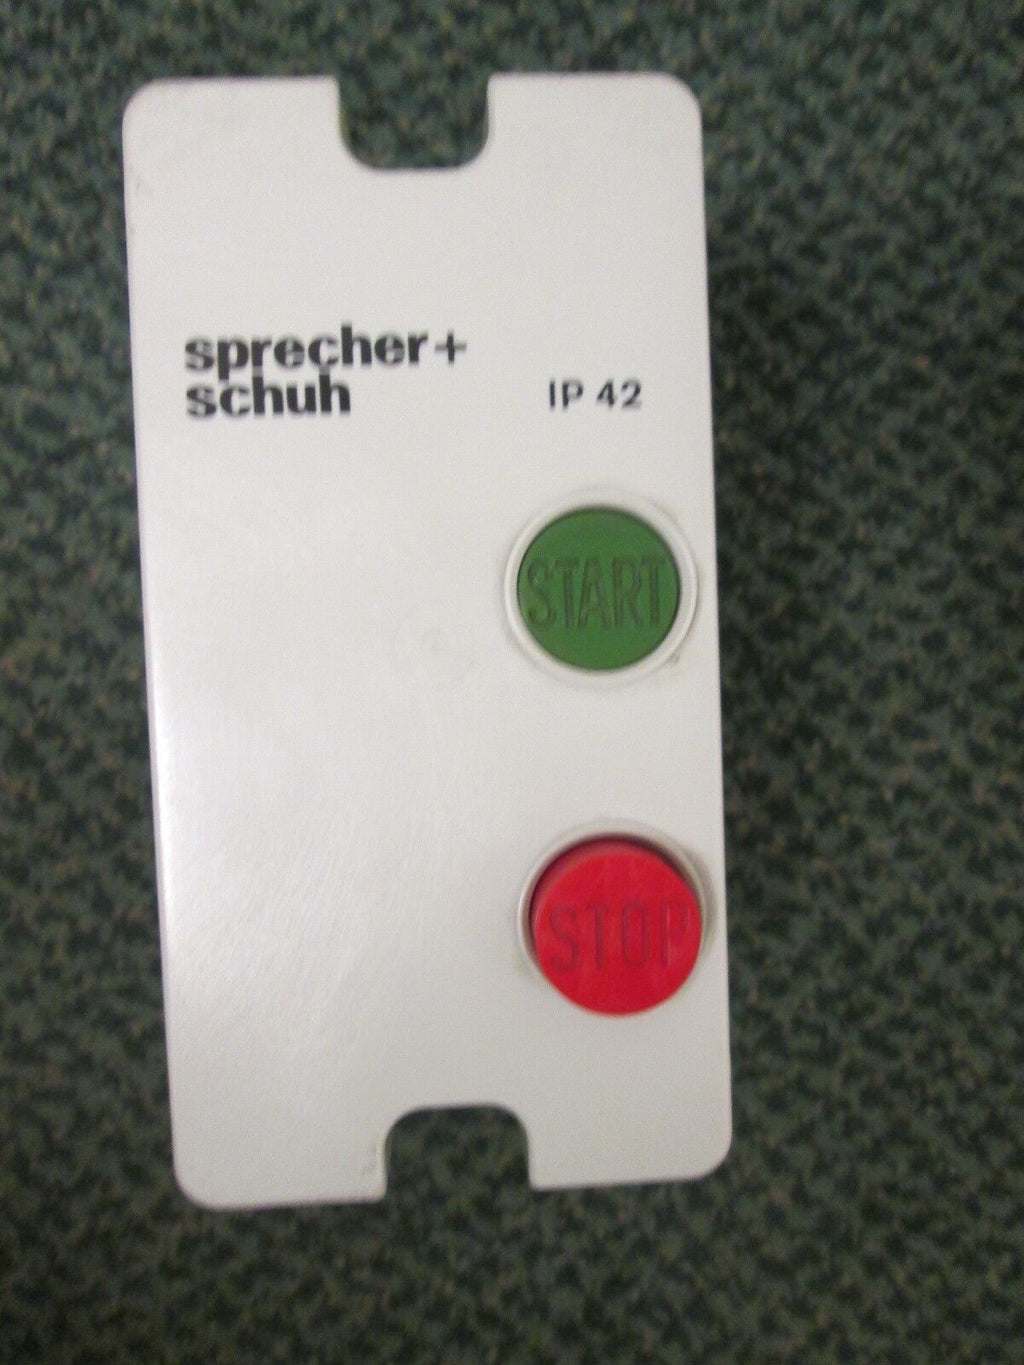 sprecher+
schuh
IP 42
START
STOP